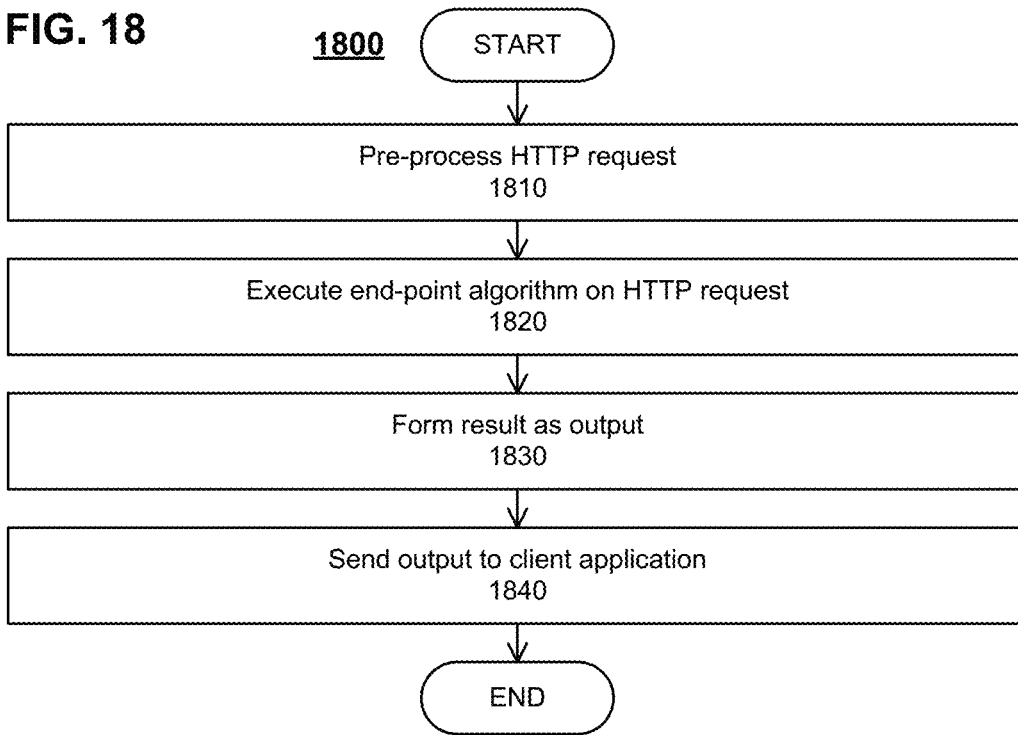 FIG. 18
1800
START
Pre-process HTTP request
1810
Execute end-point algorithm on HTTP request
1820
Form result as output
1830
Send output to client application
1840
END